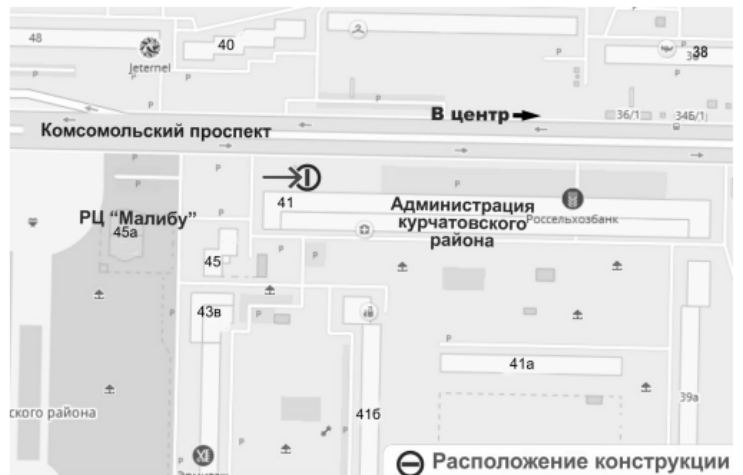 48
Jeternel
40
38
В центр
36/1
34Б/1
Комсомольский проспект
P
41
Администрация
курчатовского
района
Россельхозбанк
РЦ “Малибу”
45а
45
43в
41а
41б
39а
ского района
Расположение конструкции